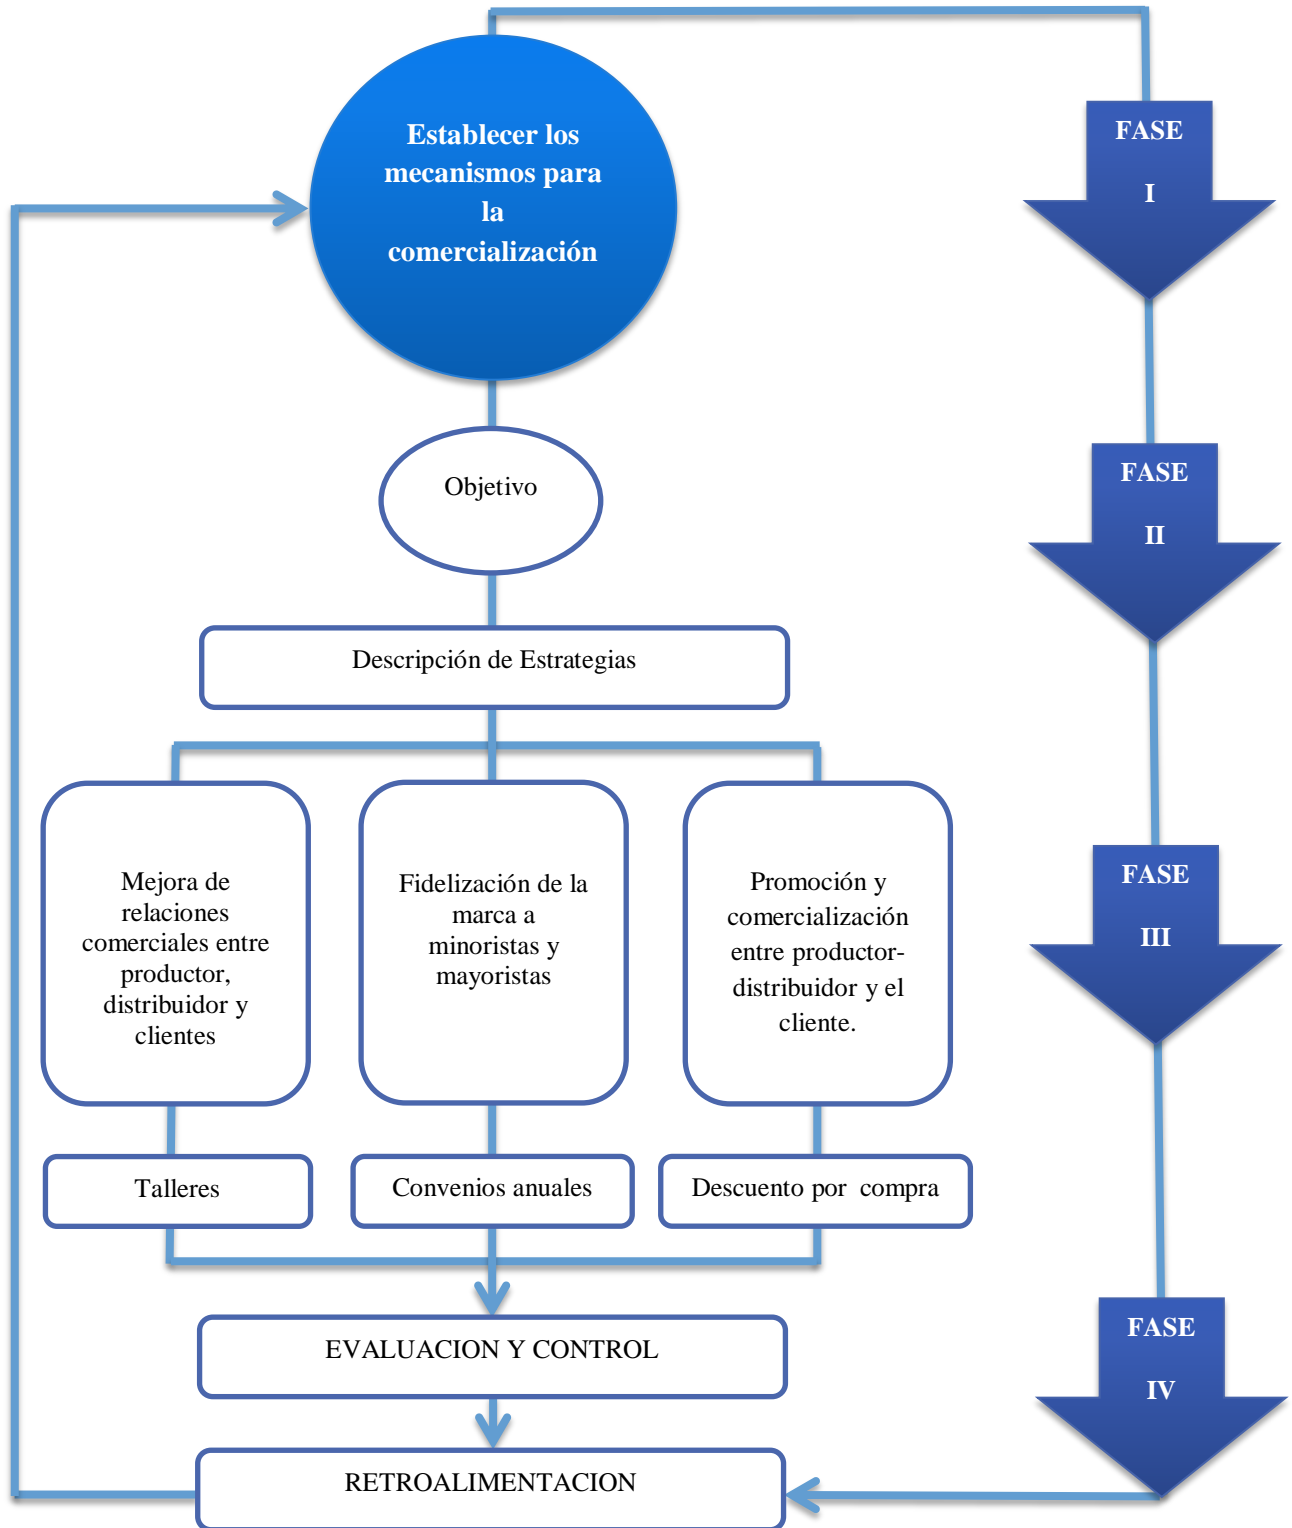 Establecer los
mecanismos para
la
comercialización
FASE
I
Objetivo
FASE
II
Descripción de Estrategias
Mejora de
relaciones
comerciales entre
productor,
distribuidor y
clientes
Fidelización de la
marca a
minoristas y
mayoristas
Promoción y
comercialización
entre productor-
distribuidor y el
cliente.
FASE
III
Talleres
Convenios anuales
Descuento por  compra
EVALUACION Y CONTROL
FASE
IV
RETROALIMENTACION